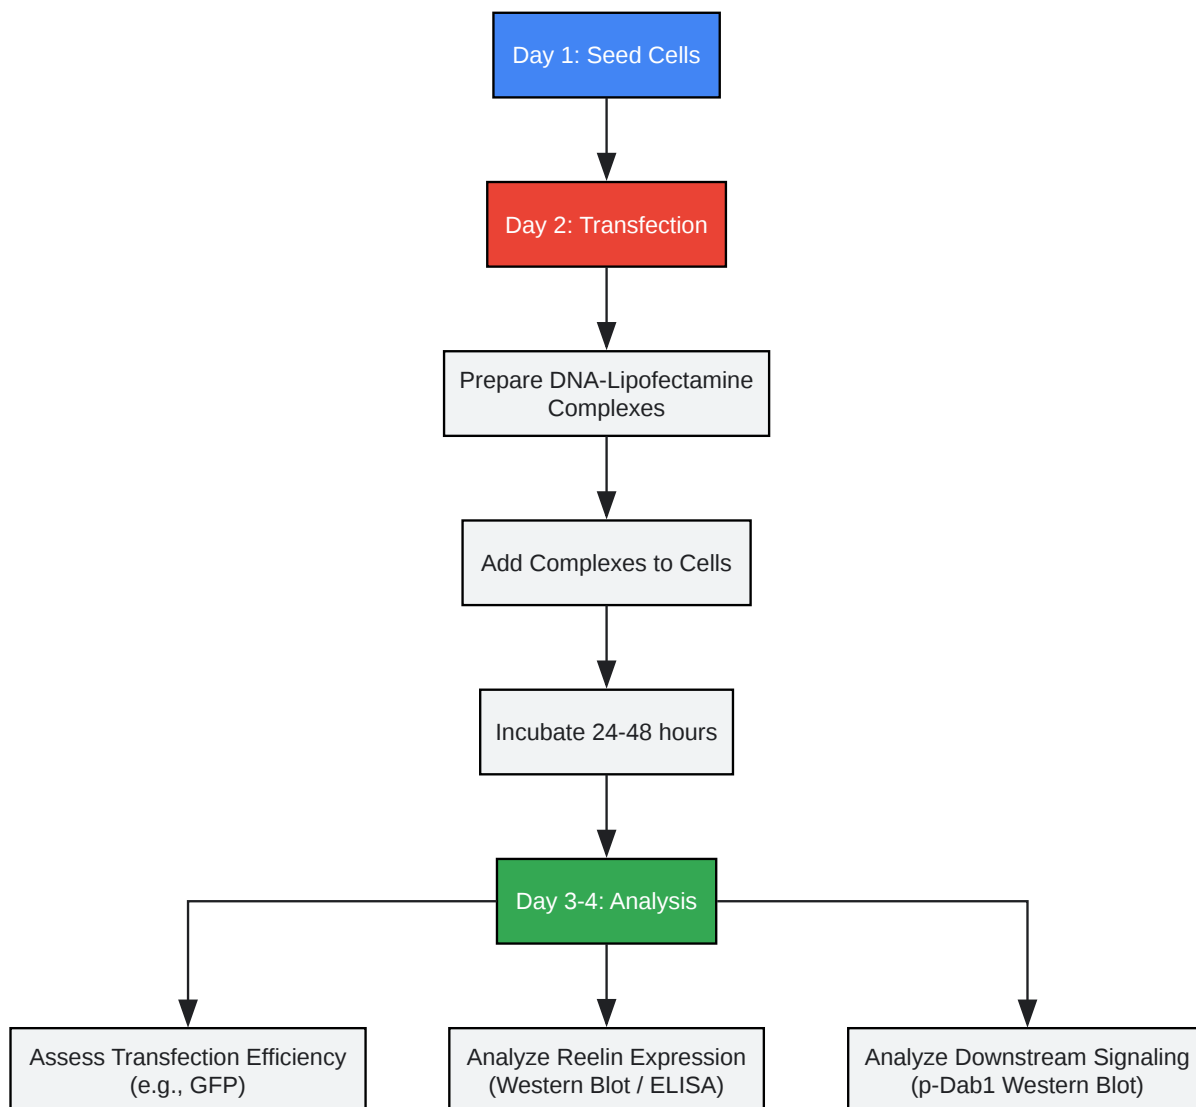 Day 1: Seed Cells
Day 2: Transfection
Prepare DNA-Lipofectamine
Complexes
Add Complexes to Cells
Incubate 24-48 hours
Day 3-4: Analysis
Assess Transfection Efficiency
(e.g., GFP)
Analyze Reelin Expression
(Western Blot / ELISA)
Analyze Downstream Signaling
(p-Dab1 Western Blot)